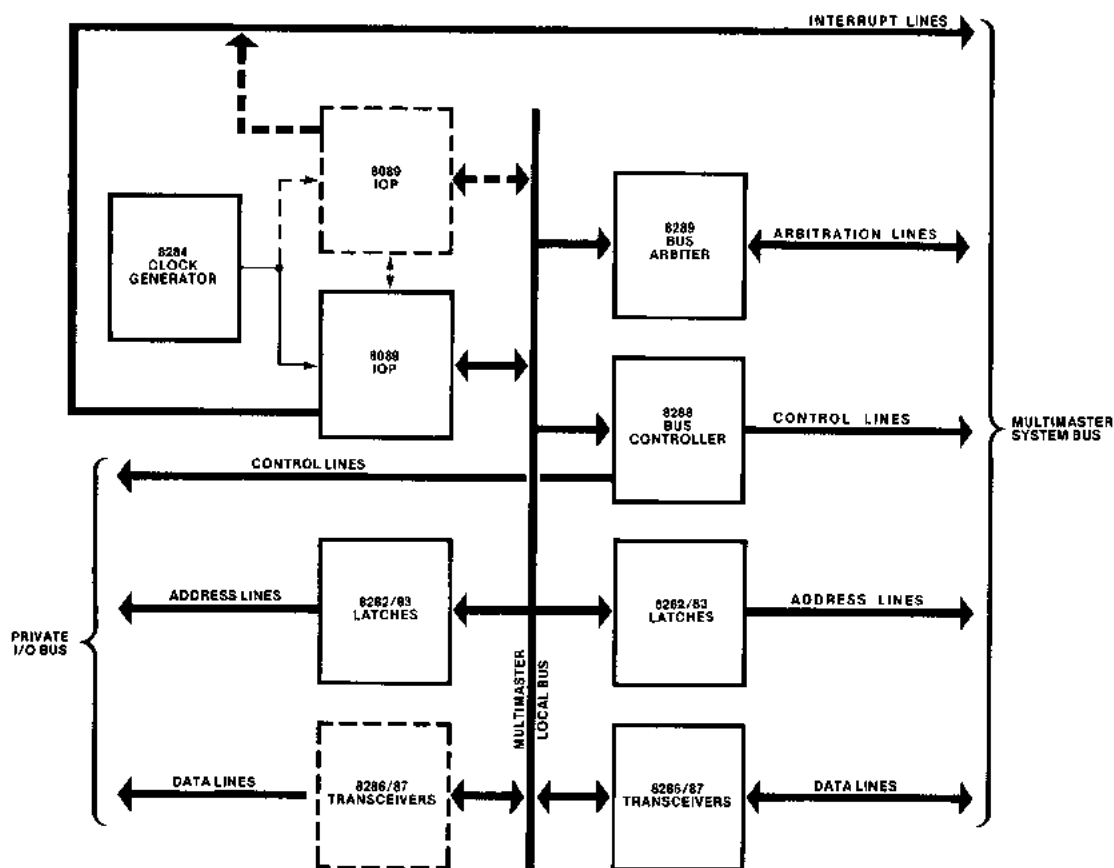 INTERRUPT LINES
8089
IOP
8284
CLOCK
GENERATOR
8289
BUS
ARBITER
ARBITRATION LINES
8089
IOP
8288
BUS
CONTROLLER
CONTROL LINES
MULTIMASTER
SYSTEM BUS
CONTROL LINES
ADDRESS LINES
8282/83
LATCHES
8282/83
LATCHES
ADDRESS LINES
PRIVATE
I/O BUS
MULTIMASTER
LOCAL BUS
DATA LINES
8286/87
TRANSCEIVERS
8286/87
TRANSCEIVERS
DATA LINES